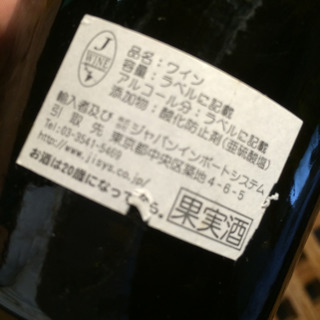 J
WINE
品名：ワイン
容量：ラベルに記載
アルコール分：ラベルに記載
添加物：酸化防止剤(亜硫酸塩)
輸入者及び 株式会社 ジャパンインポートシステム
引取先 東京都中央区築地4-6-5
Tel:03-3541-5469
http://www.jisys.co.jp/
お酒は20歳になってから。
果実酒